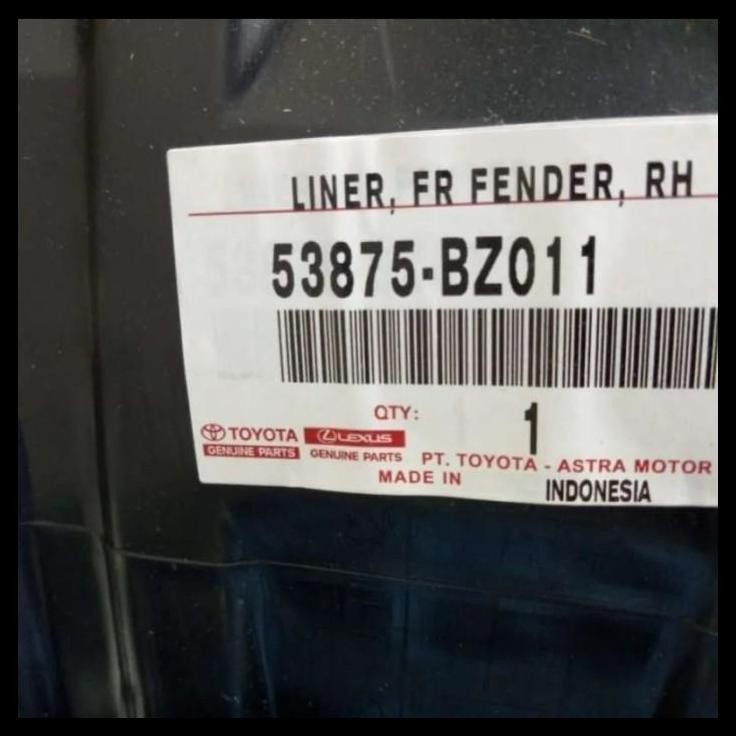 LINER, FR FENDER, RH
53875-BZ011
QTY: 1
TOYOTA
GENUINE PARTS
LEXUS
GENUINE PARTS
PT. TOYOTA - ASTRA MOTOR
MADE IN INDONESIA